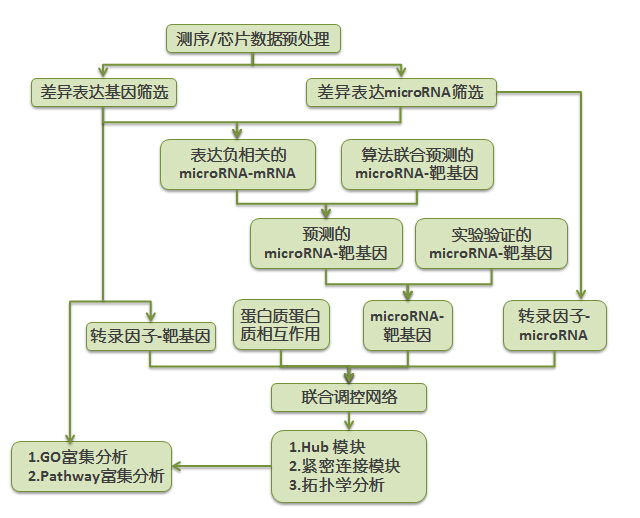 测序/芯片数据预处理
差异表达基因筛选
差异表达microRNA筛选
表达负相关的
microRNA-mRNA
算法联合预测的
microRNA-靶基因
预测的
microRNA-靶基因
实验验证的
microRNA-靶基因
转录因子-靶基因
蛋白质蛋白
质相互作用
microRNA-
靶基因
转录因子-
microRNA
联合调控网络
1.GO富集分析
2.Pathway富集分析
1.Hub 模块
2.紧密连接模块
3.拓扑学分析